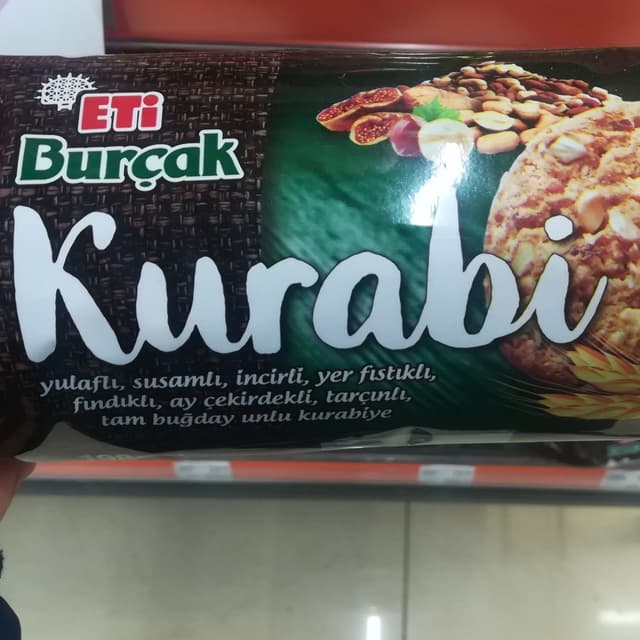 ETi
Burçak
Kurabi
yulaflı, susamlı, incirli, yer fıstıklı,
fındıklı, ay çekirdekli, tarçınlı,
tam buğday unlu kurabiye